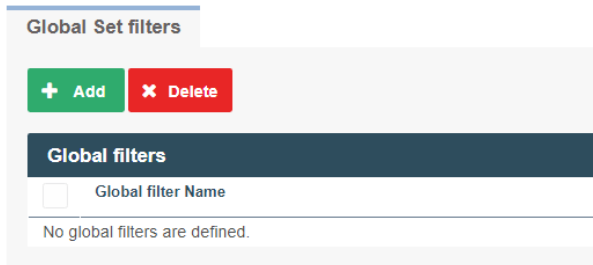 Global Set filters
Add
Delete
Global filters
Global filter Name
No global filters are defined.